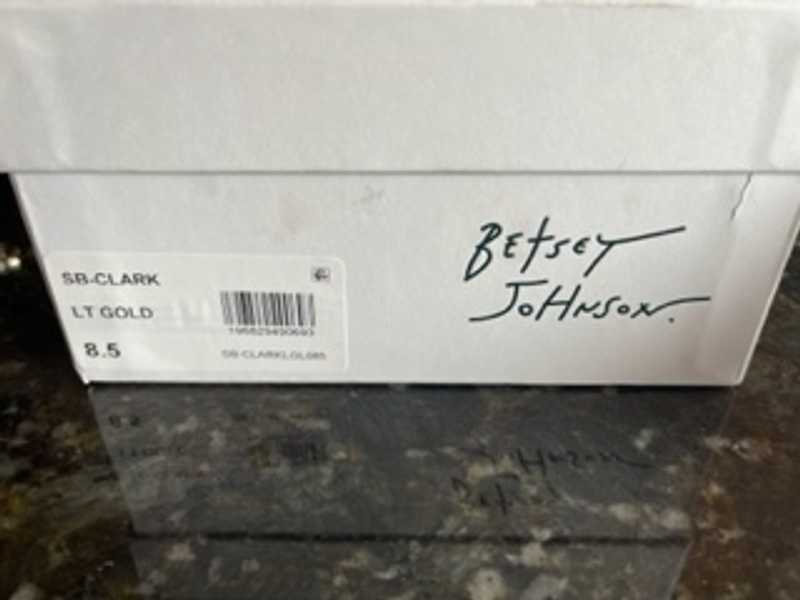 SB-CLARK
LT GOLD
8.5
SB-CLARKLGL085
BETSEY
JOHNSON.